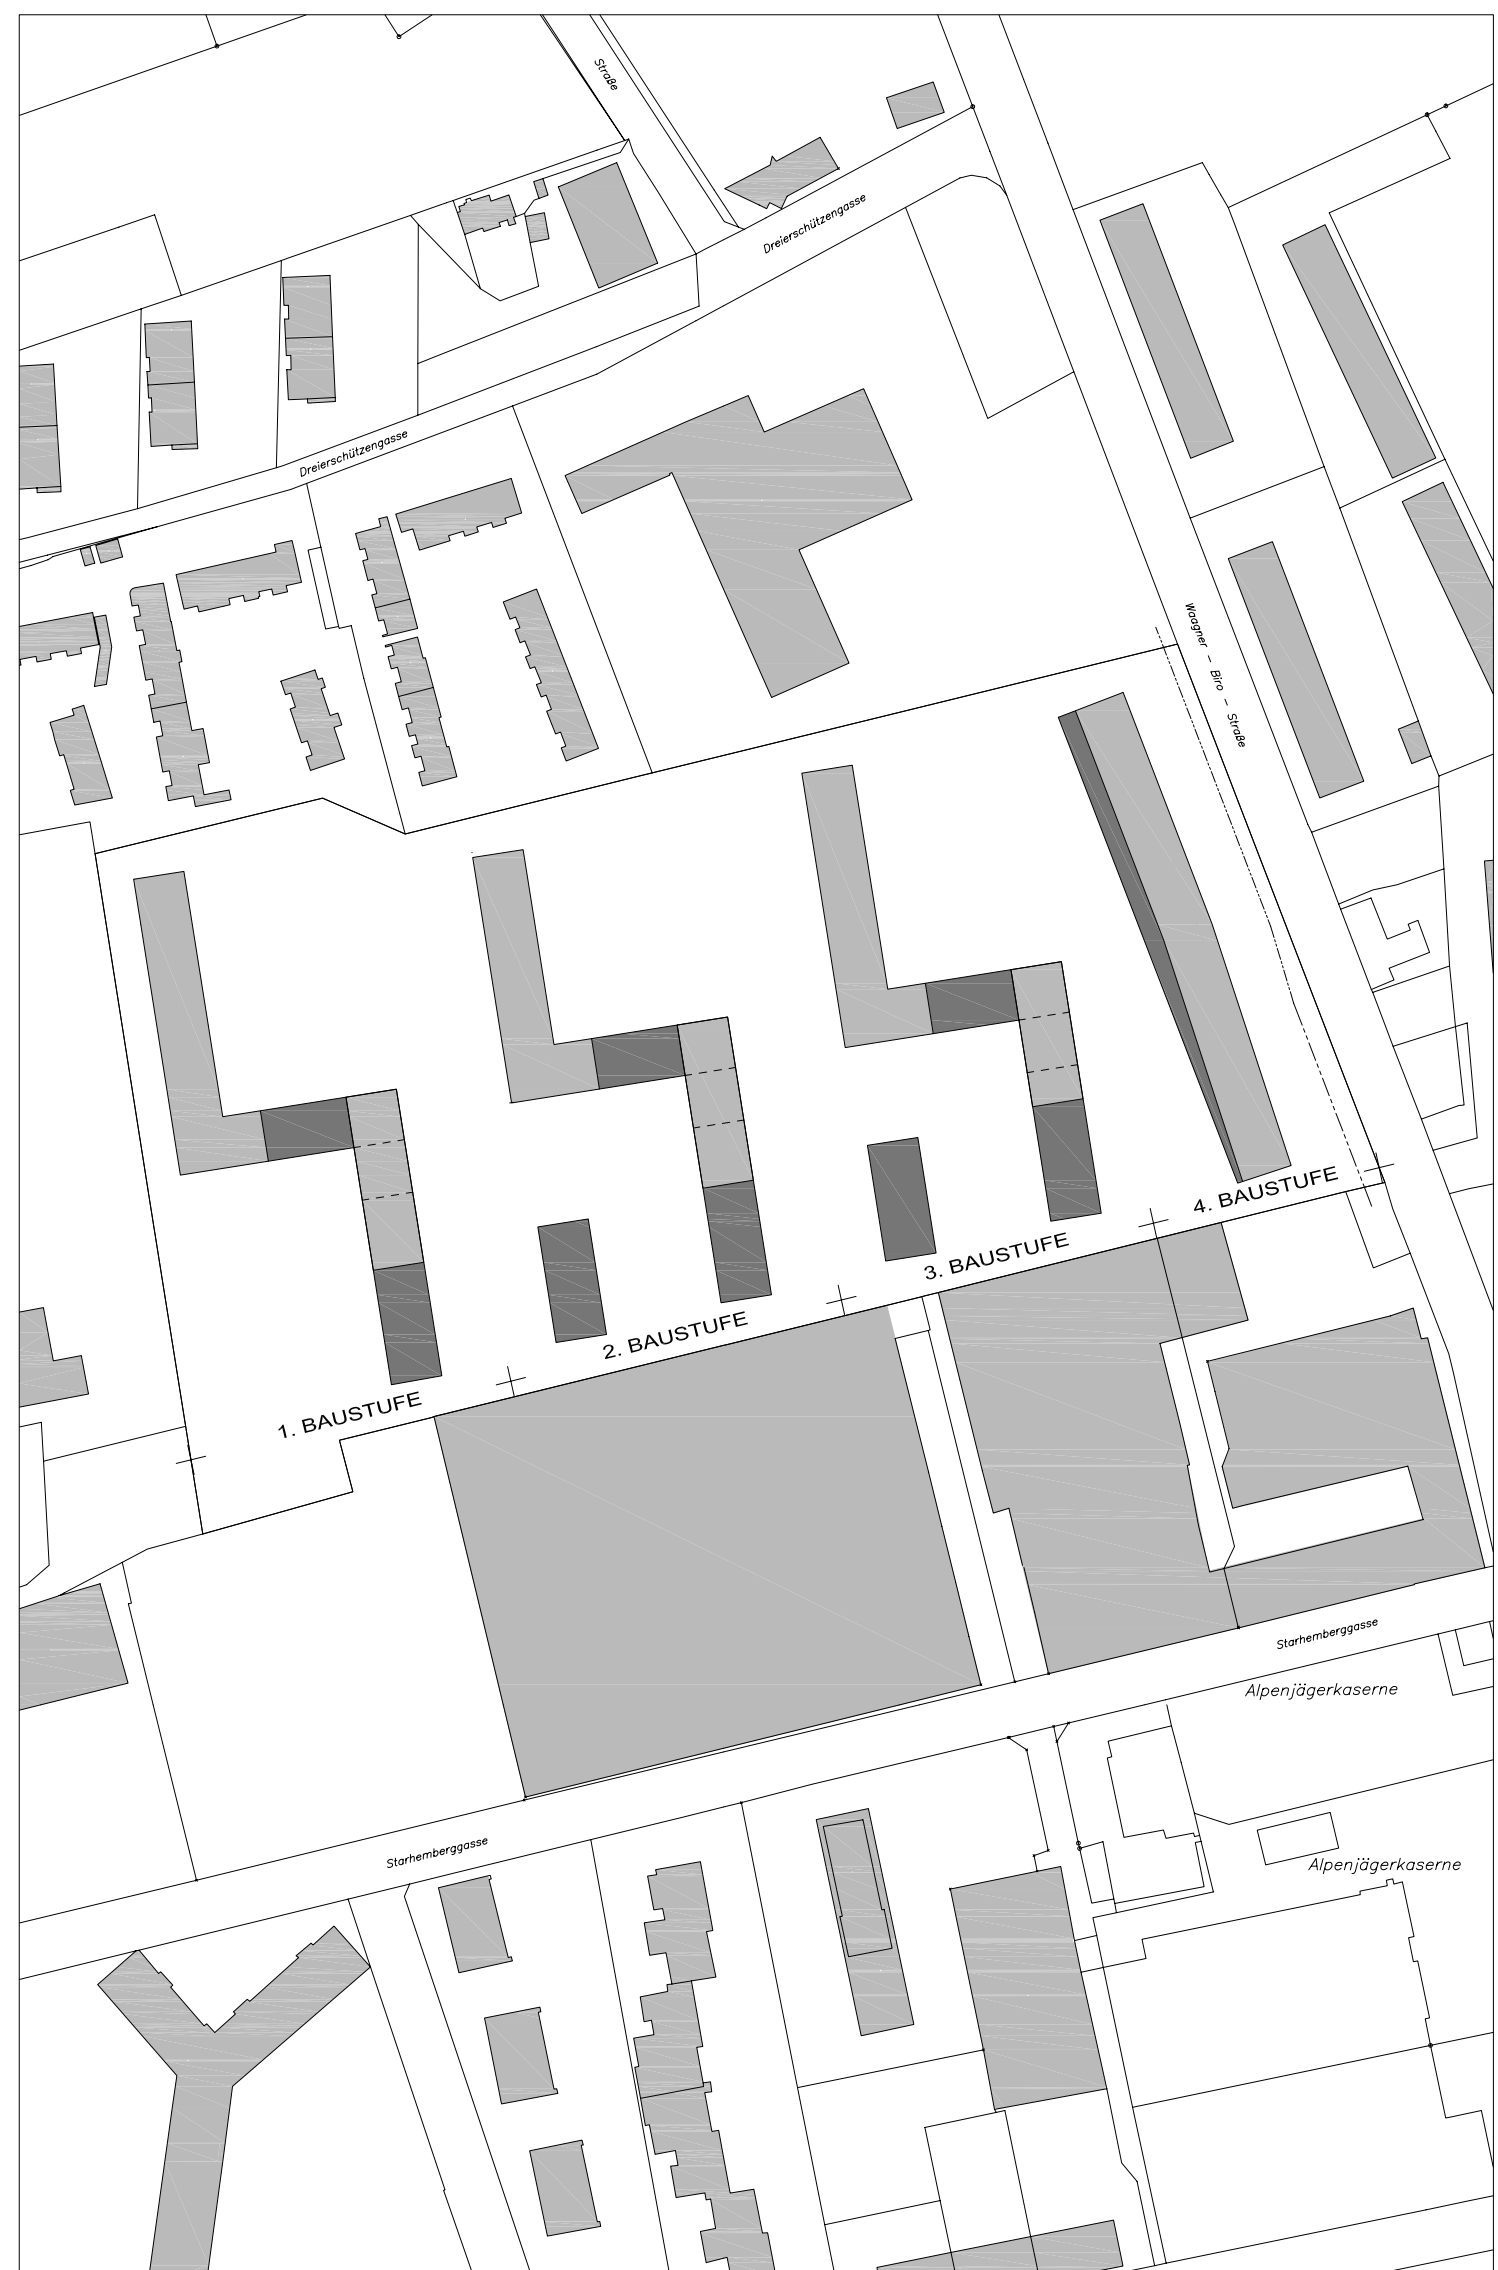 Straße
Dreierschützengasse
Dreierschützengasse
Waagner - Biro - Straße
4. BAUSTUFE
3. BAUSTUFE
2. BAUSTUFE
1. BAUSTUFE
Starhemberggasse
Alpenjägerkaserne
Starhemberggasse
Alpenjägerkaserne